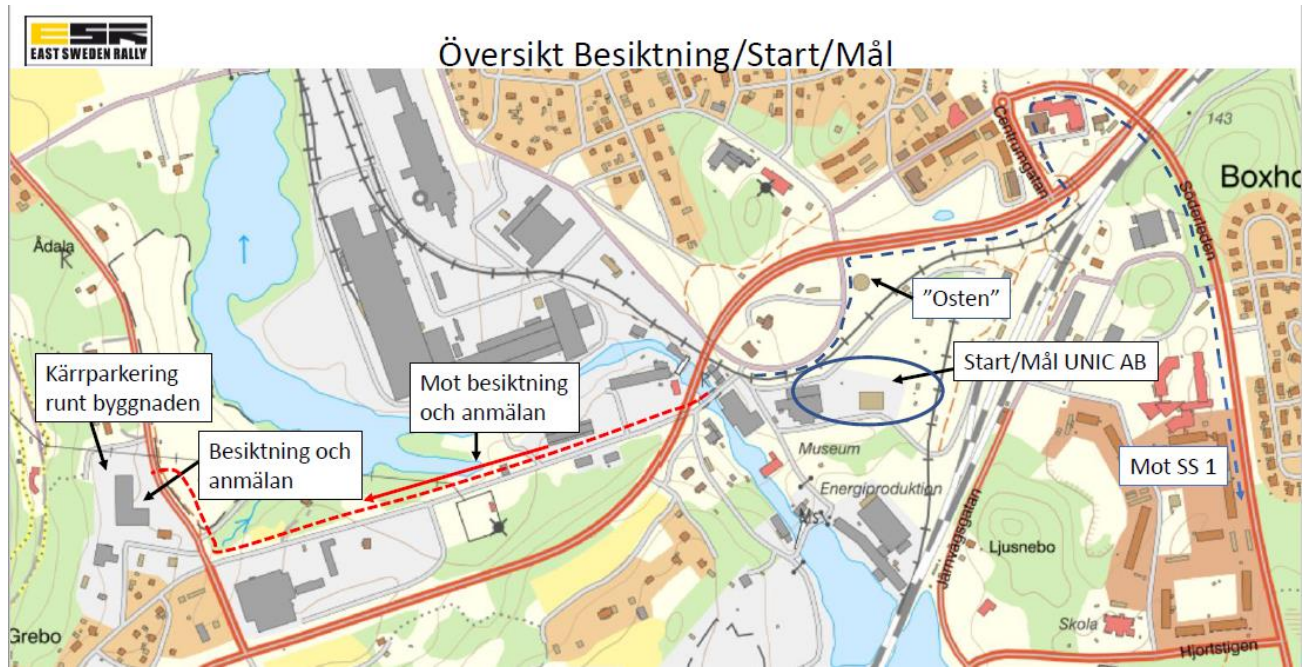 ESR
EAST SWEDEN RALLY
Översikt Besiktning/Start/Mål
143
Centrumgatan
Boxho
Söderleden
Ådala
"Osten"
Start/Mål UNIC AB
Kärrparkering
runt byggnaden
Mot besiktning
och anmälan
Besiktning och
anmälan
Museum
Mot SS 1
Energiproduktion
Järnvägsgatan
Ljusnebo
Skola
Grebo
Hjortstigen